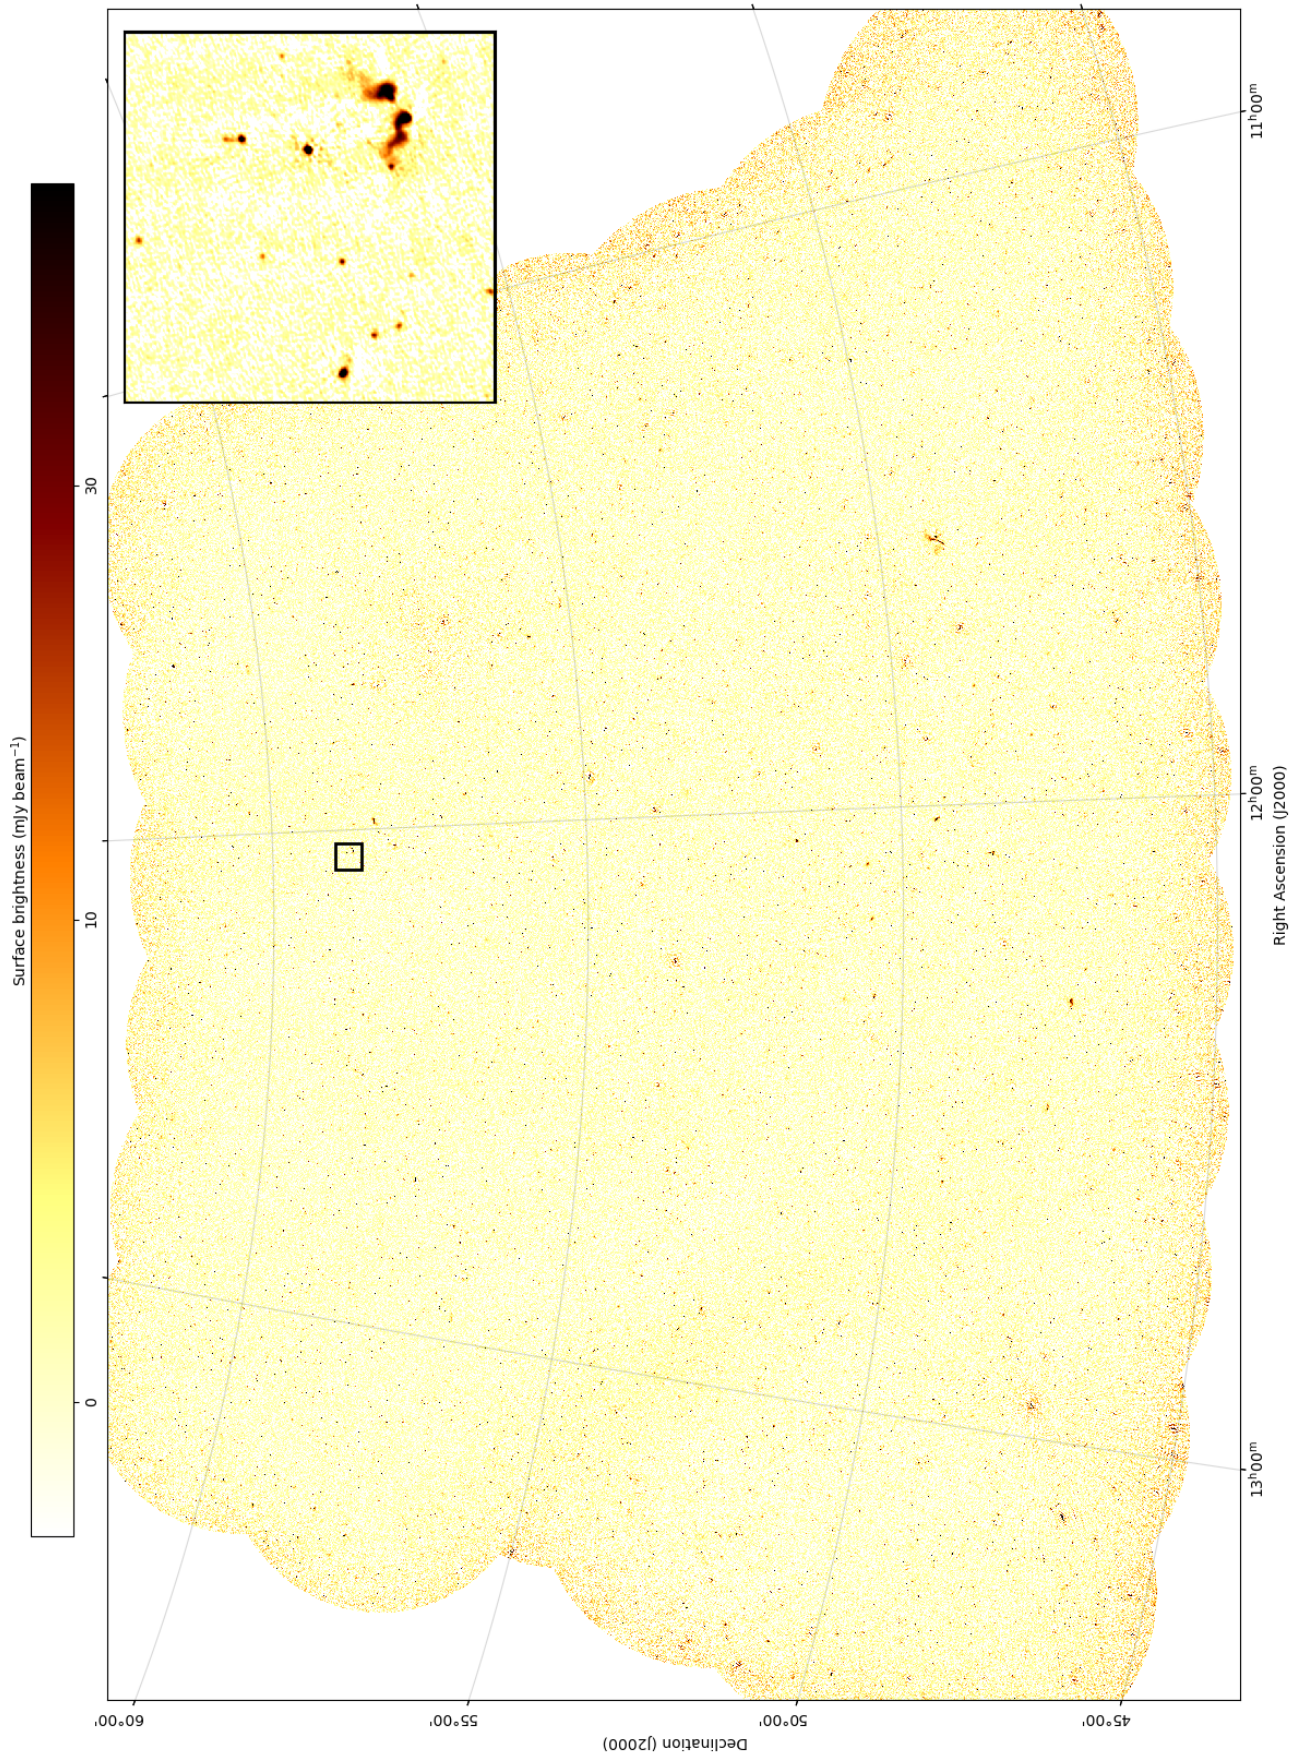 Surface brightness (mJy beam⁻¹)
0
10
30
60°00'
55°00'
50°00'
45°00'
Declination (J2000)
13ʰ00ᵐ
12ʰ00ᵐ
11ʰ00ᵐ
Right Ascension (J2000)